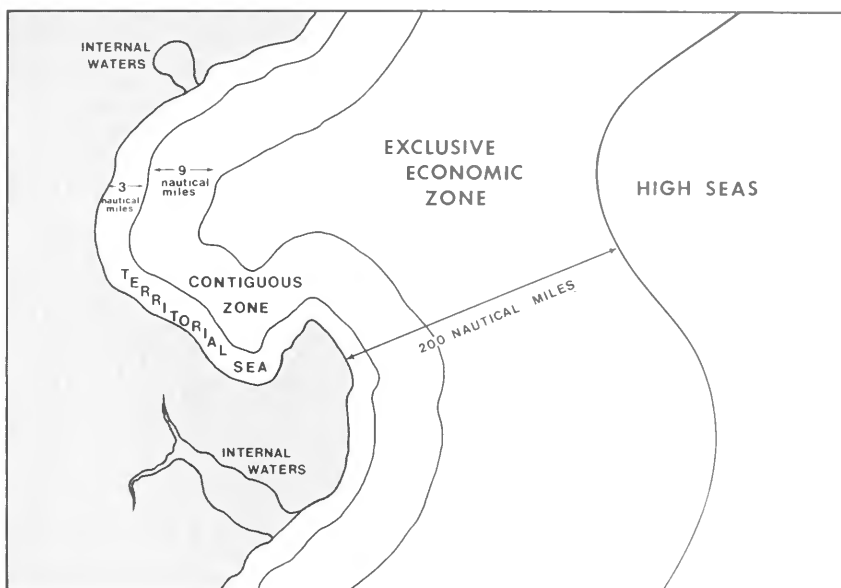 INTERNAL
WATERS
EXCLUSIVE
ECONOMIC
ZONE
HIGH SEAS
9
nautical
miles
3
nautical
miles
CONTIGUOUS
ZONE
TERRITORIAL SEA
200 NAUTICAL MILES
INTERNAL
WATERS